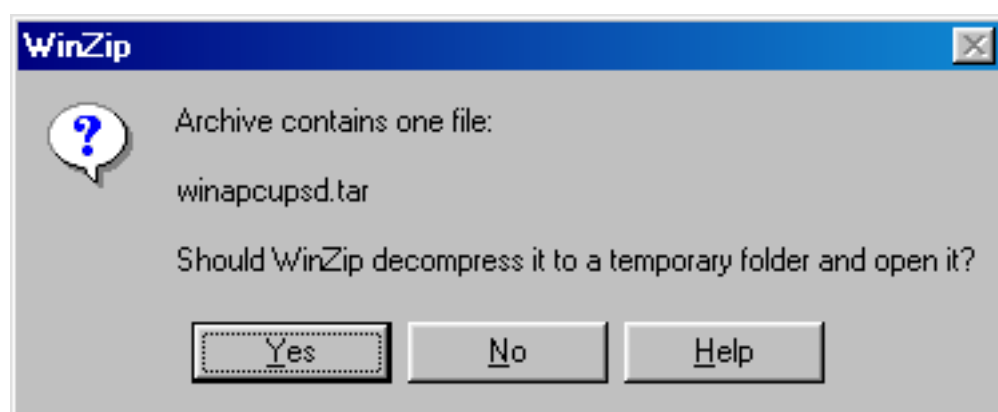 WinZip
Archive contains one file:
winapcupsd.tar
Should WinZip decompress it to a temporary folder and open it?
Yes No Help